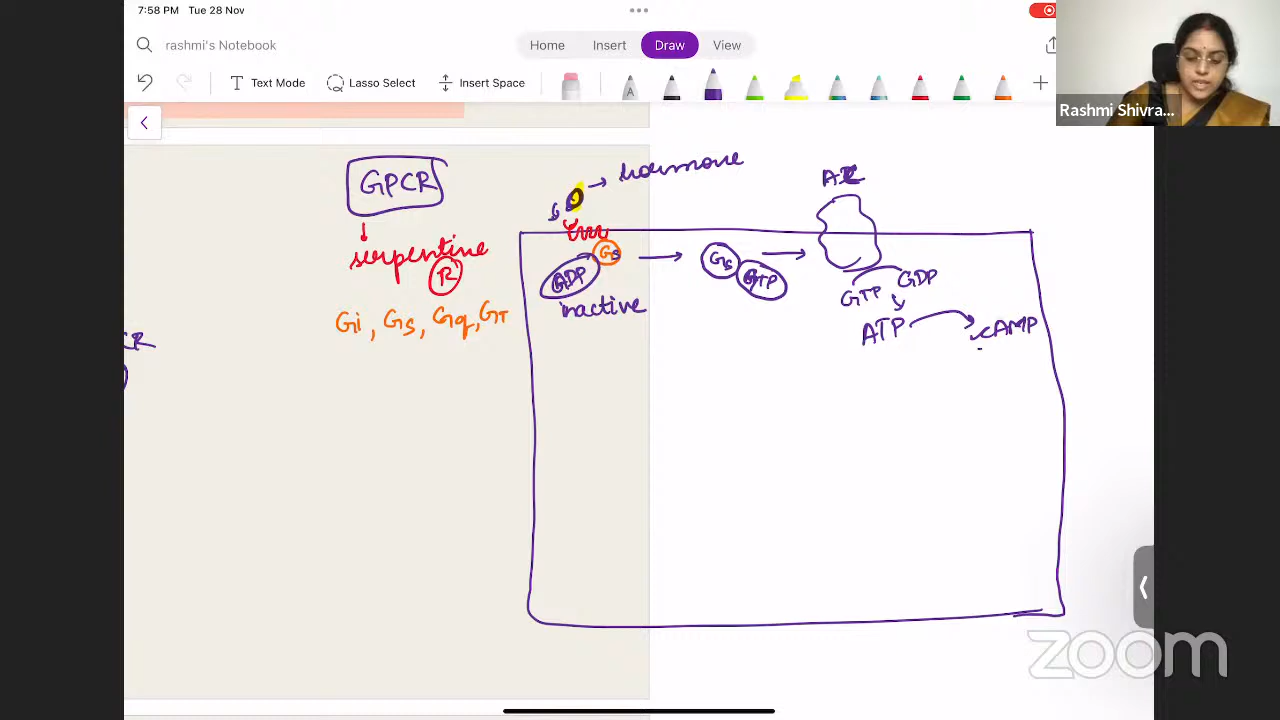 7:58 PM Tue 28 Nov
rashmi's Notebook
Home Insert Draw View
Text Mode Lasso Select Insert Space
A
Rashmi Shivra...
GPCR
serpentine
R
Gi, Gs, Gq, GT
hormone
Gs
GDP
inactive
Gs GTP
GTP GDP
ATP cAMP
CR
zoom